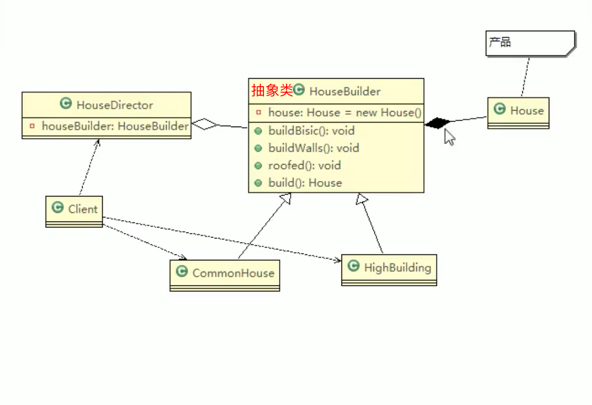 产品
抽象类 HouseBuilder
house: House = new House()
buildBisic(): void
buildWalls(): void
roofed(): void
build(): House
HouseDirector
houseBuilder: HouseBuilder
House
Client
CommonHouse
HighBuilding